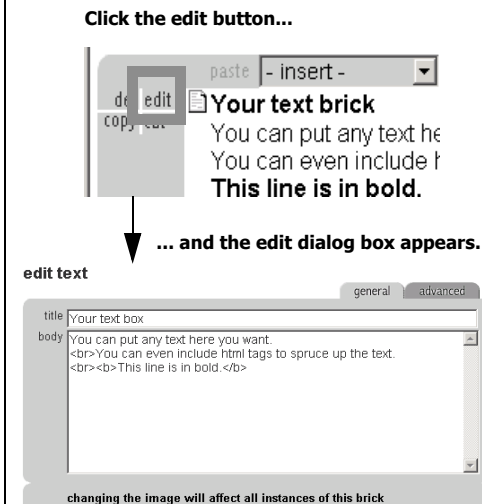 Click the edit button...
paste - insert -
edit Your text brick
copy cut You can put any text he
You can even include h
This line is in bold.
... and the edit dialog box appears.
edit text
general advanced
title Your text box
body You can put any text here you want.
<br>You can even include html tags to spruce up the text.
<br><b>This line is in bold.</b>
changing the image will affect all instances of this brick